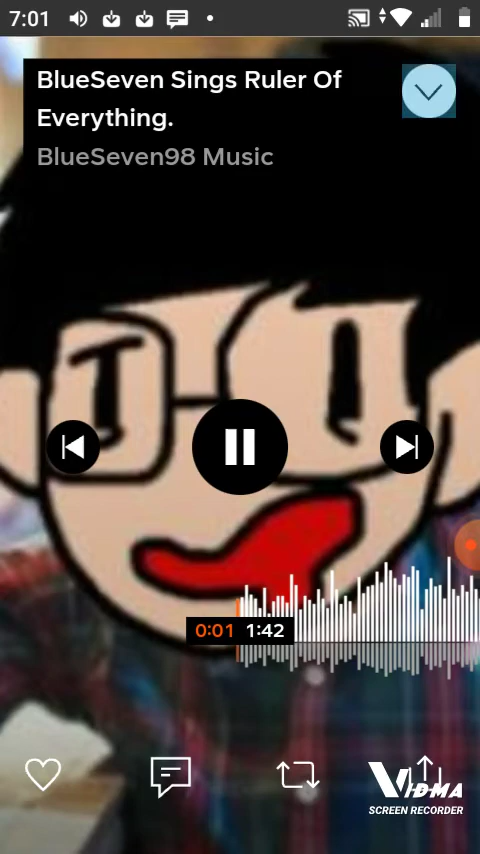 7:01
BlueSeven Sings Ruler Of
Everything.
BlueSeven98 Music
0:01 1:42
VIDMA
SCREEN RECORDER